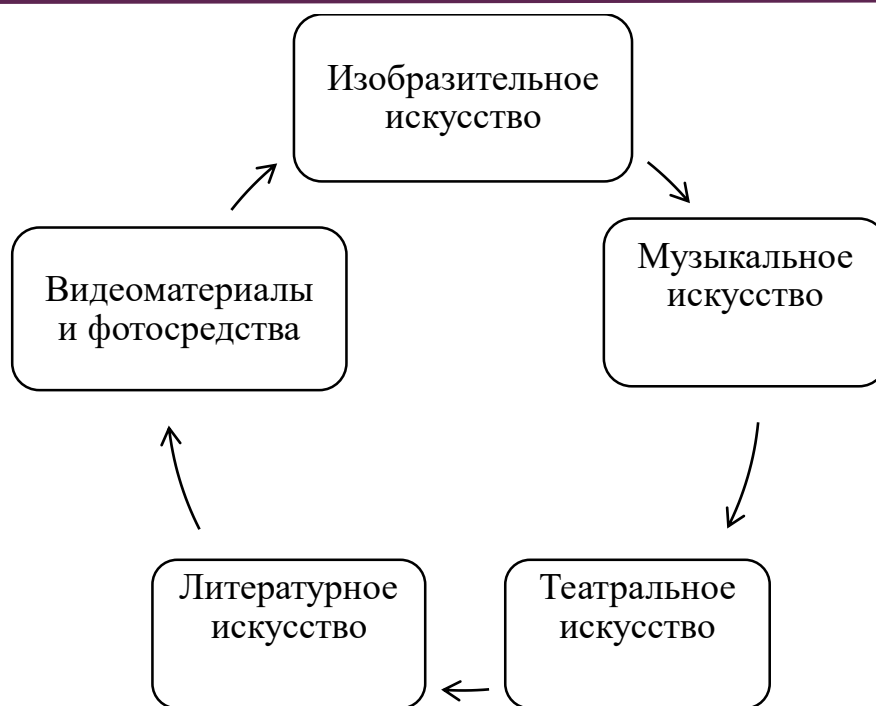 Изобразительное
искусство
Музыкальное
искусство
Театральное
искусство
Литературное
искусство
Видеоматериалы
и фотосредства